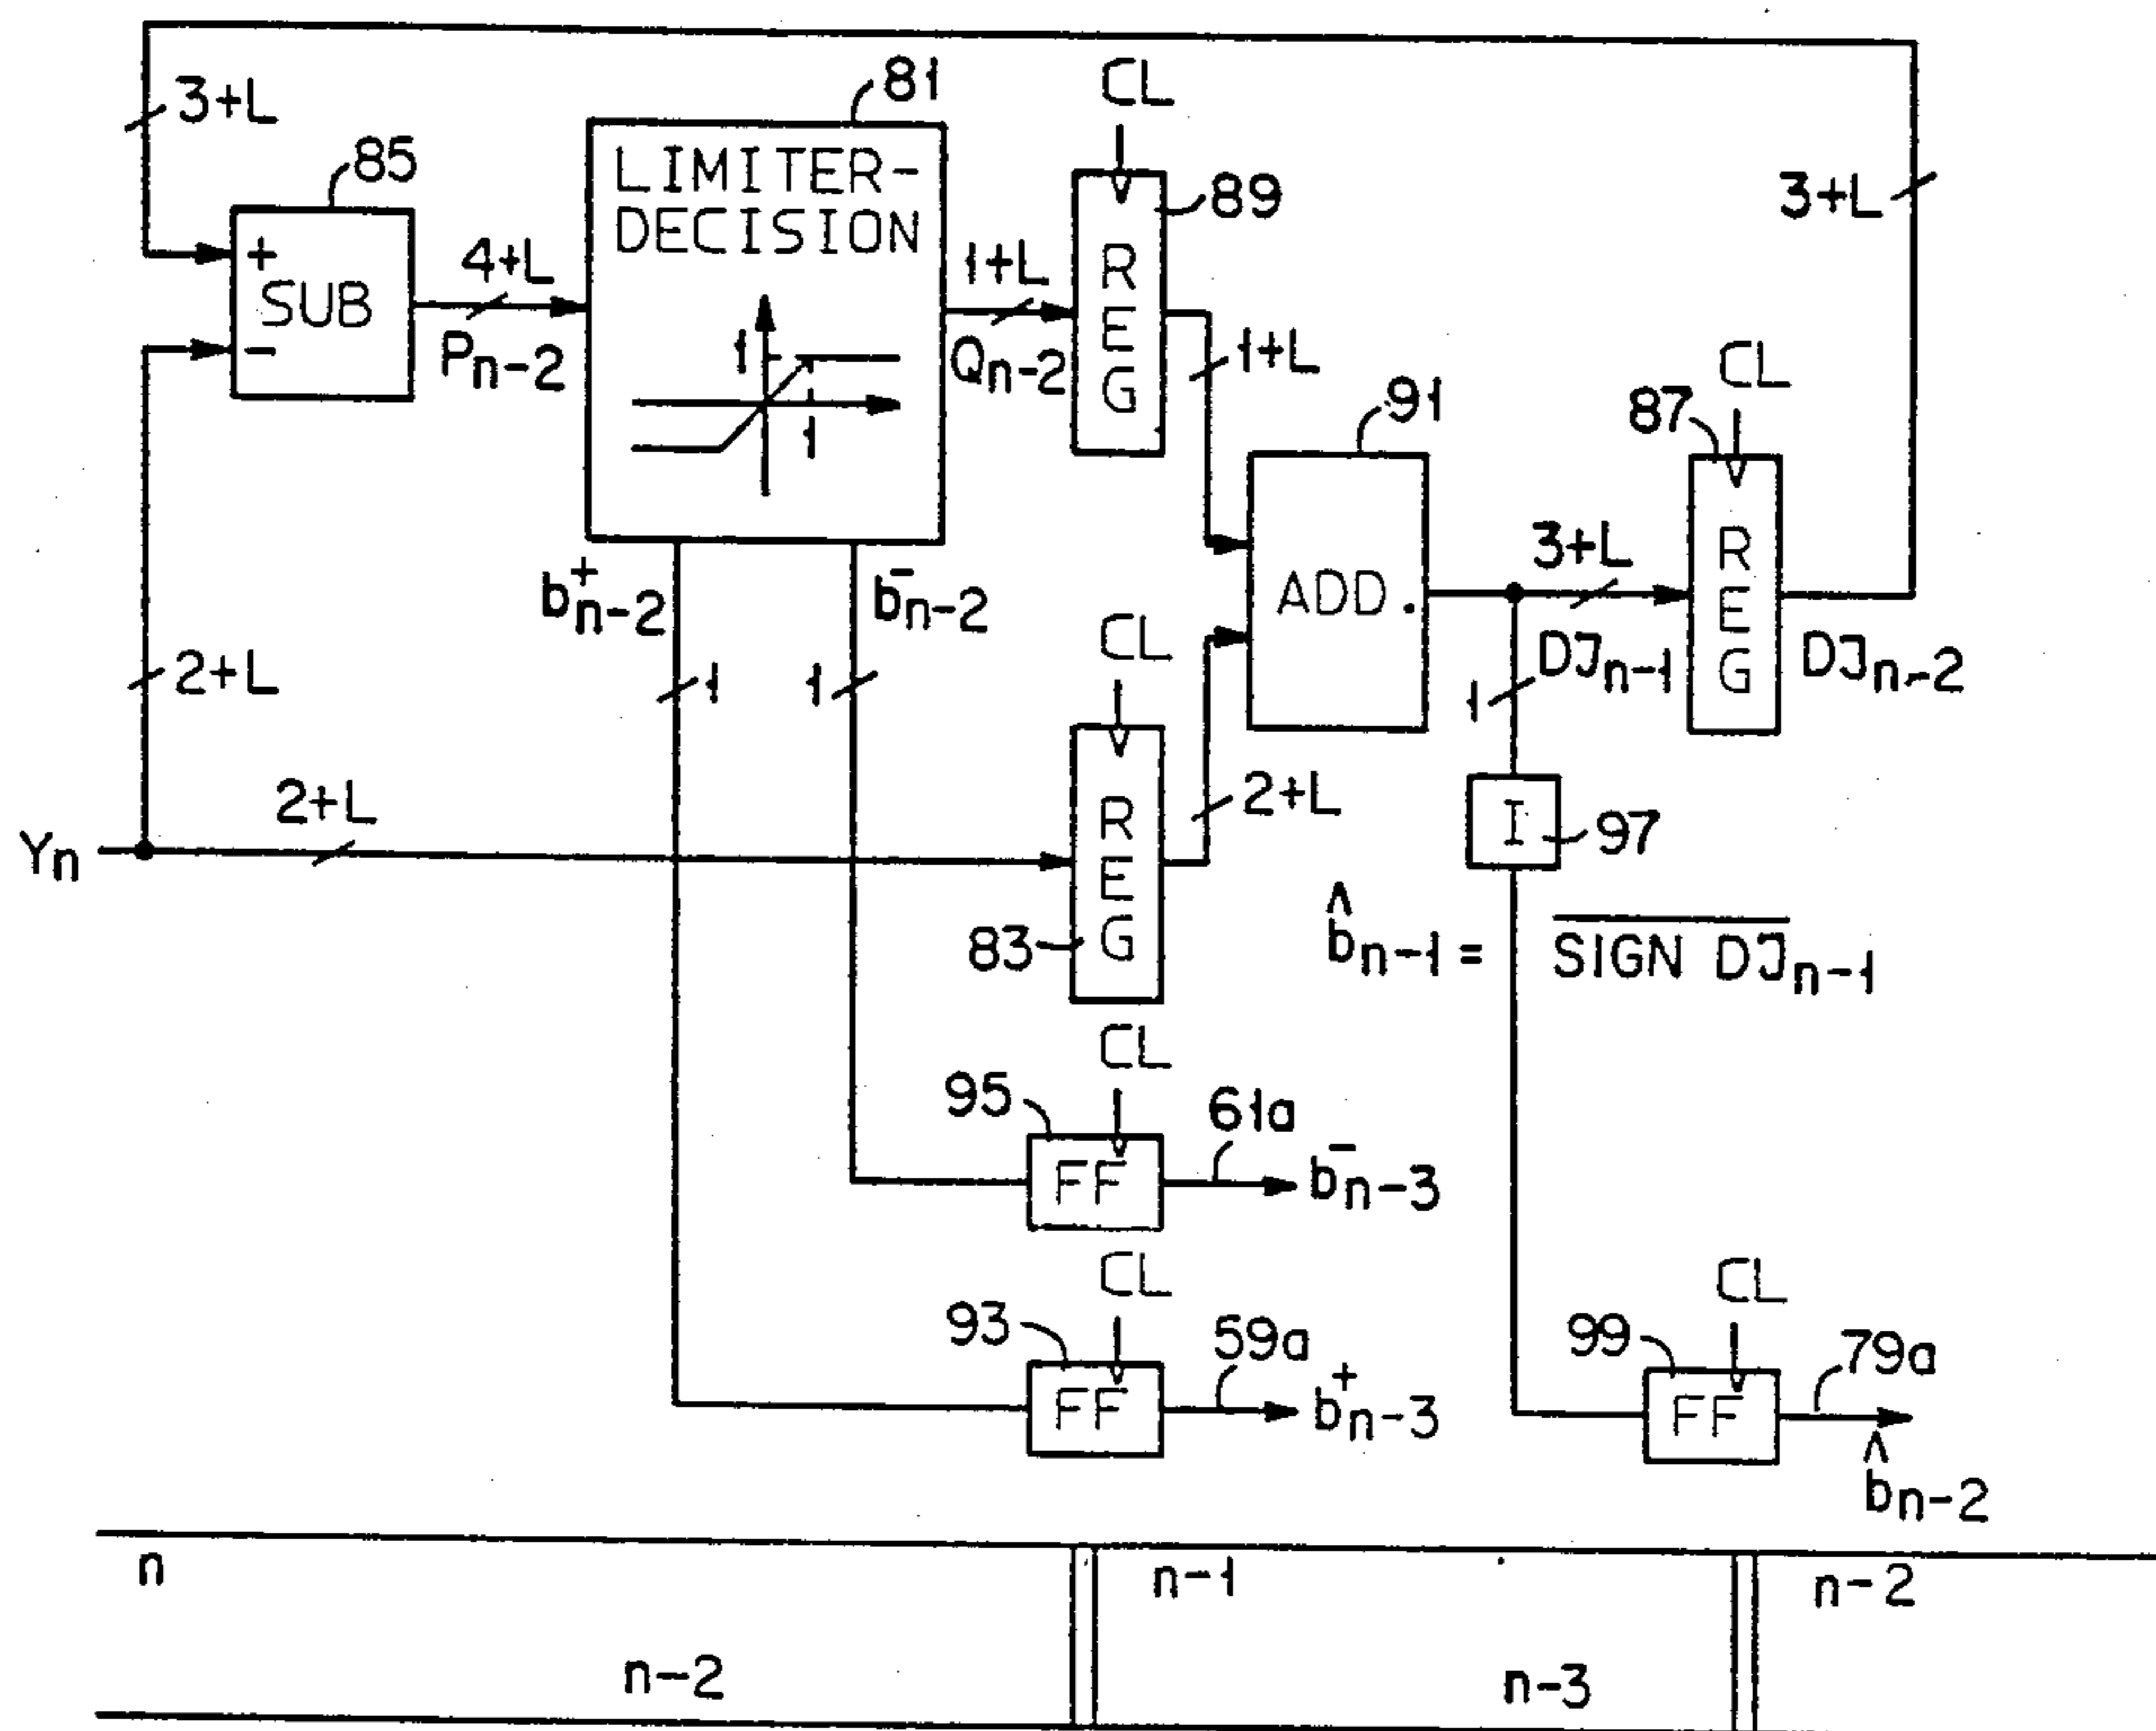 3+L
81
CL
85
LIMITER-
DECISION
89
3+L
+
SUB
-
4+L
Pn-2
1
1
1+L
Qn-2
REG
1+L
91
CL
87
b+n-2
b-n-2
ADD.
3+L
DJn-1
REG
DJn-2
2+L
1
1
CL
1
2+L
Yn
REG
83
2+L
I
97
b̂n-1 = SIGN DJn-1
CL
95
FF
61a
b-n-3
CL
93
FF
59a
b+n-3
CL
99
FF
79a
b̂n-2
n
n-1
n-2
n-2
n-3